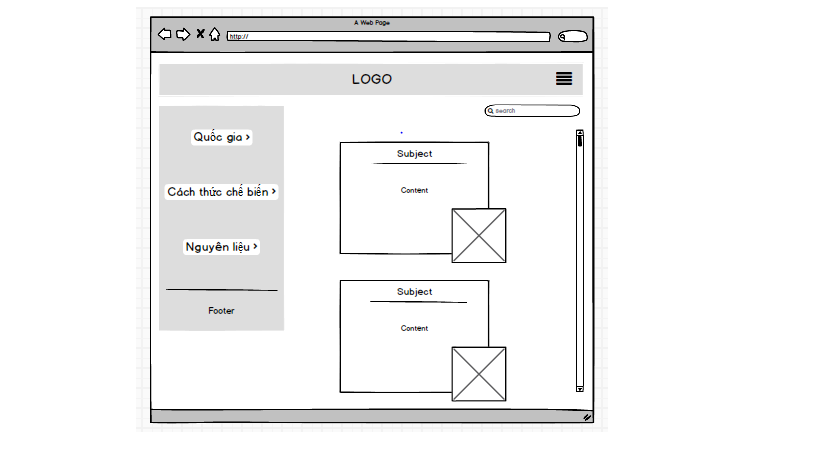 A Web Page
http://
LOGO
search
Quốc gia >
Cách thức chế biến >
Nguyên liệu >
Footer
Subject
Content
Subject
Content